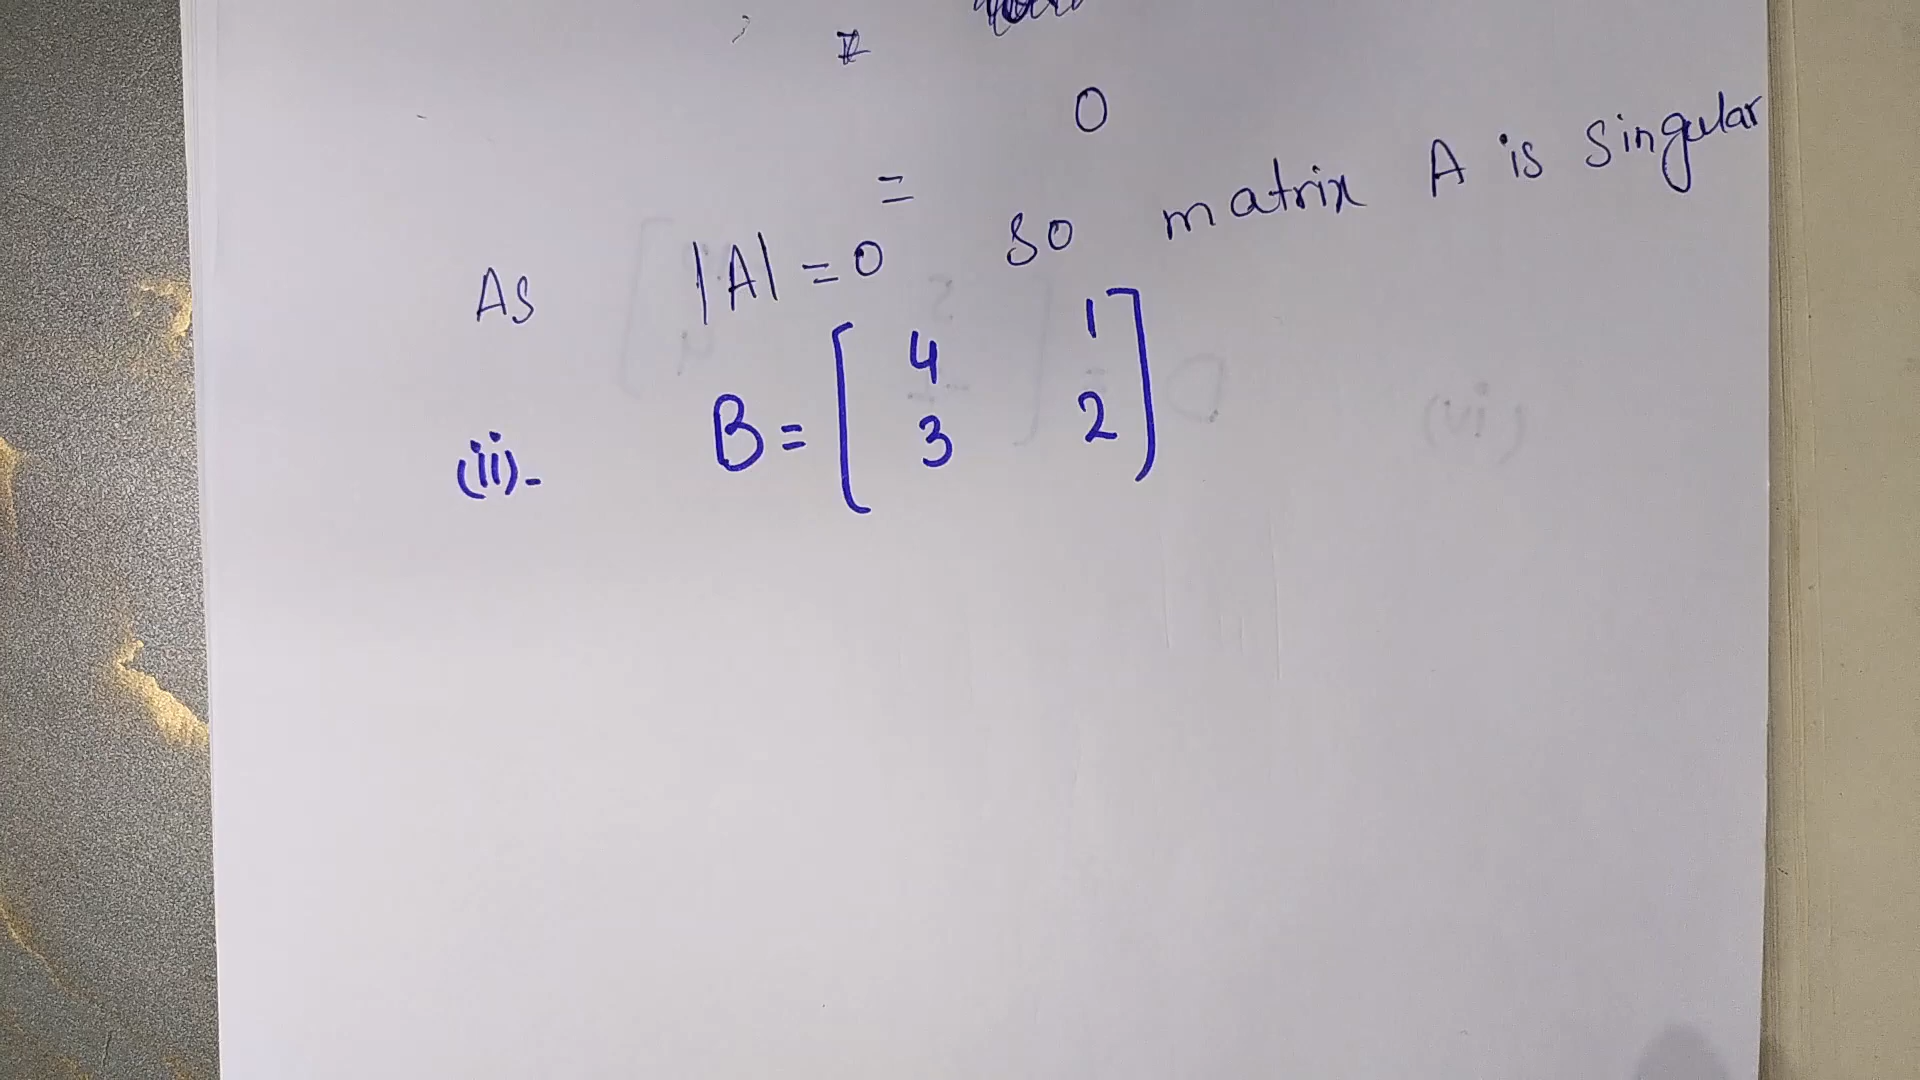 0
=
As |A| = 0 So matrix A is Singular
(ii).- B = [ 4 1
3 2 ]